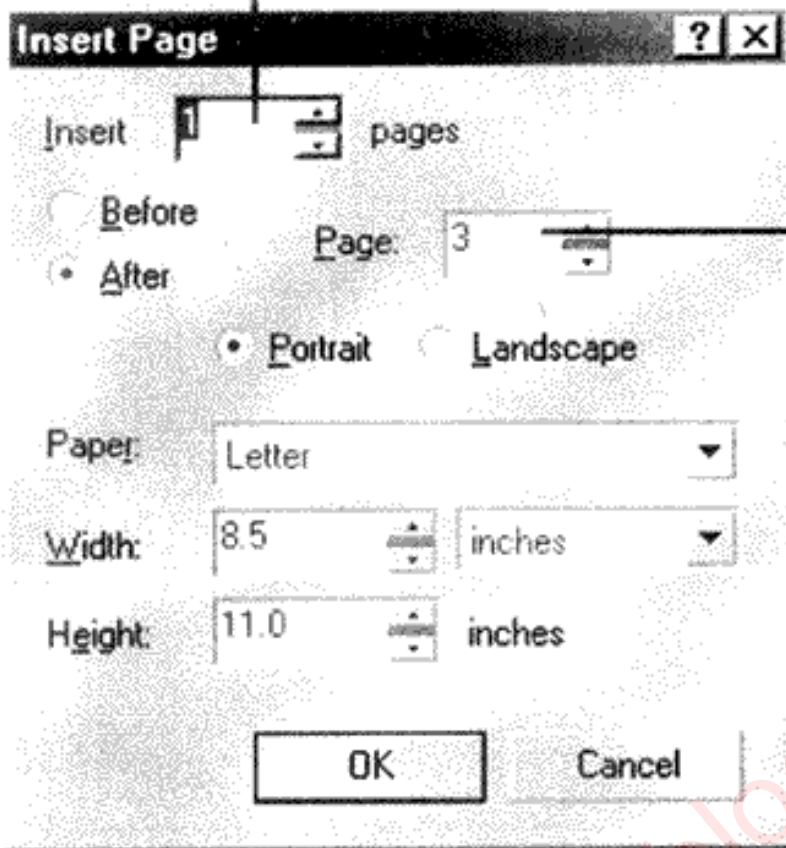 Insert Page ? ×
Insert 1 pages
Before
Page: 3
After
Portrait Landscape
Paper: Letter
Width: 8.5 inches
Height: 11.0 inches
OK Cancel